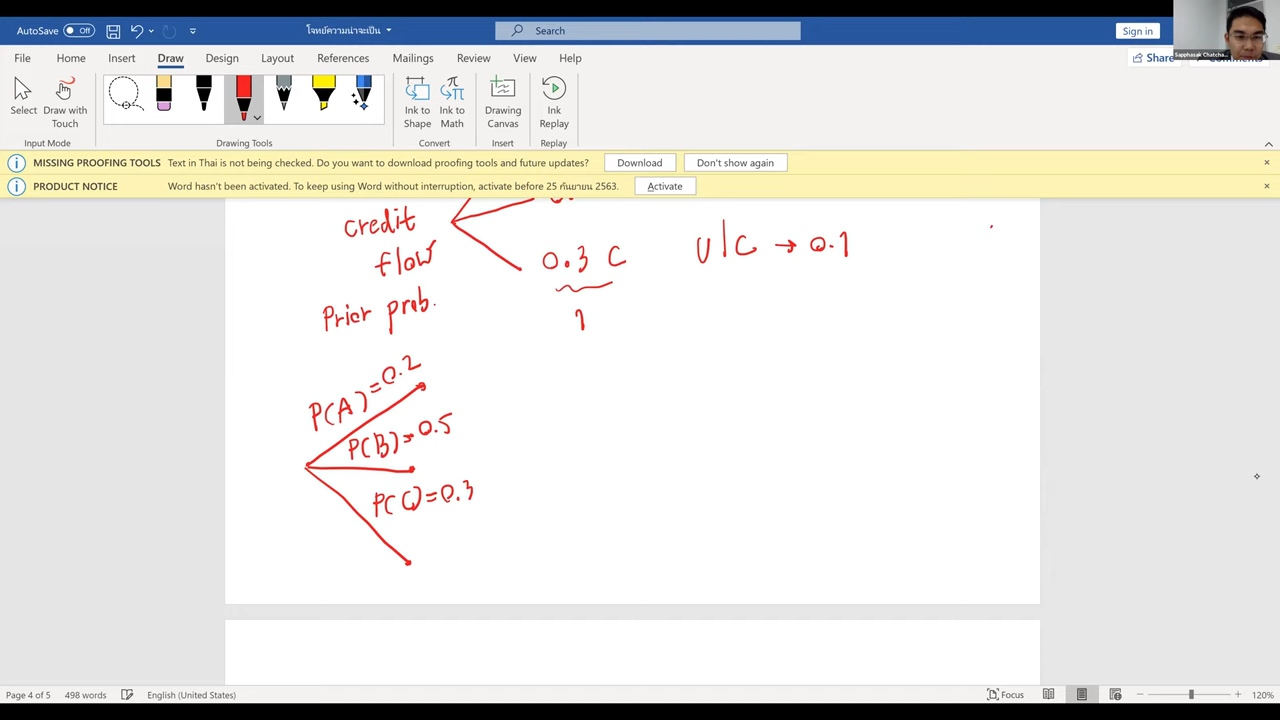 AutoSave Off โจทย์ความน่าจะเป็น Search Sign in
File Home Insert Draw Design Layout References Mailings Review View Help Share Comments
Sapphasak Chatcha...
Select Draw with Touch Ink to Shape Ink to Math Drawing Canvas Ink Replay
Input Mode Drawing Tools Convert Insert Replay
MISSING PROOFING TOOLS Text in Thai is not being checked. Do you want to download proofing tools and future updates? Download Don't show again
PRODUCT NOTICE Word hasn't been activated. To keep using Word without interruption, activate before 25 กันยายน 2563. Activate
credit
flow
Prior prob.
0.3 C
1
U|C → 0.1
P(A) = 0.2
P(B) = 0.5
P(C) = 0.3
Page 4 of 5 498 words English (United States) Focus 120%